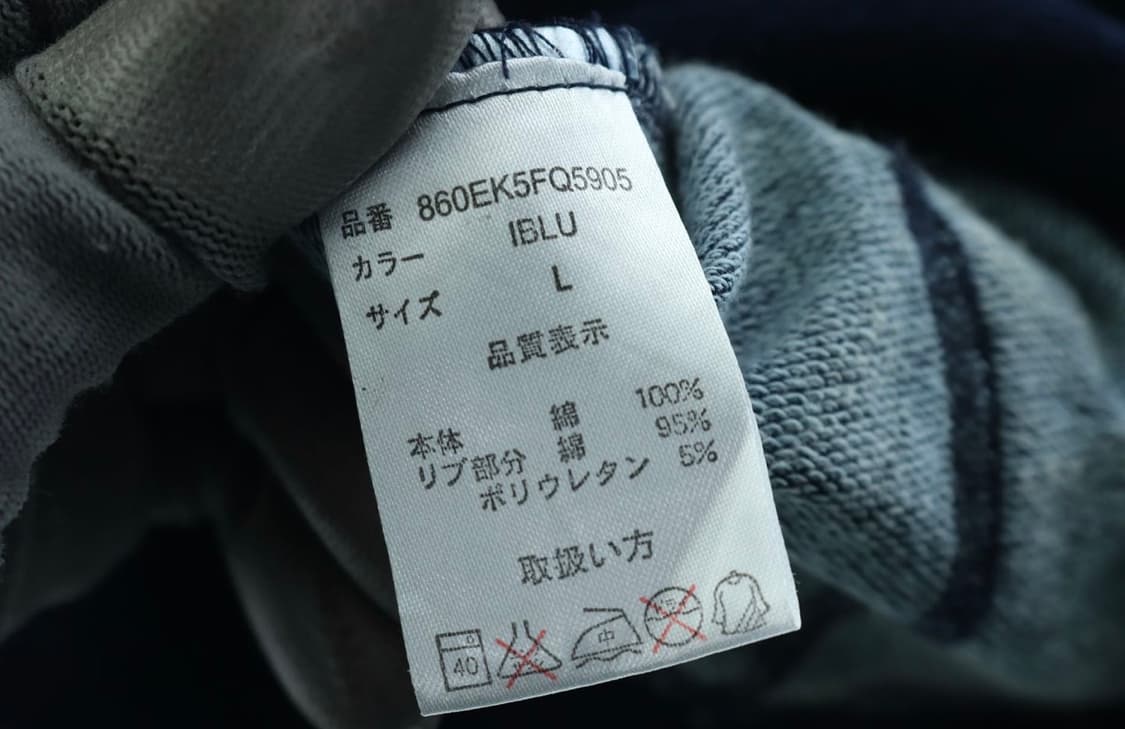 品番 860EK5FQ5905
カラー IBLU
サイズ L
品質表示
本体 綿 100%
リブ部分 綿 95%
ポリウレタン 5%
取扱い方
40
中